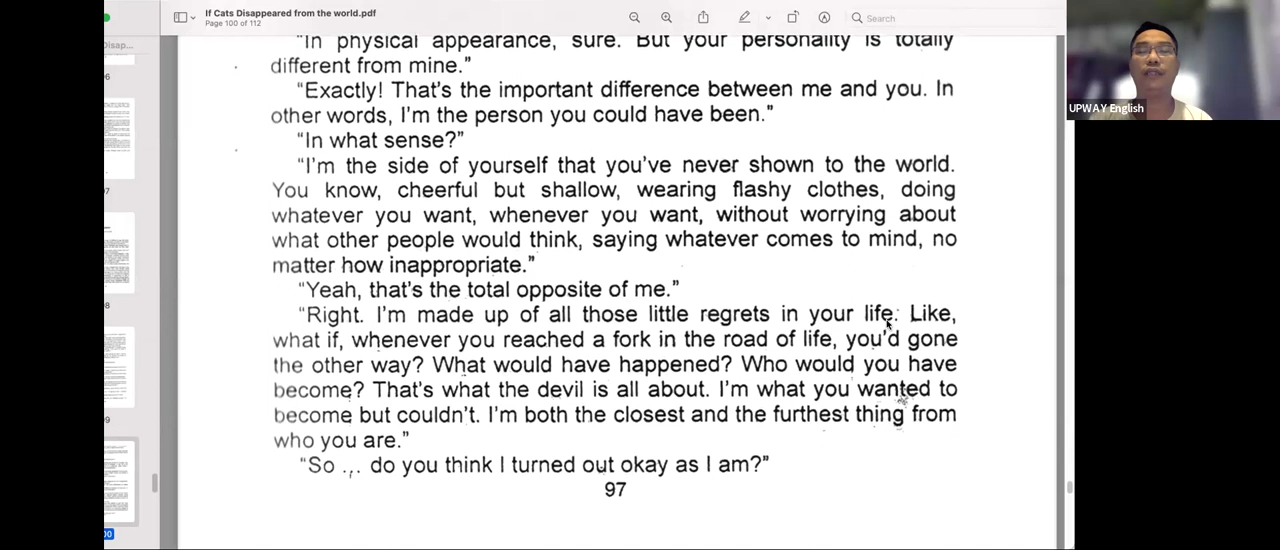 If Cats Disappeared from the world.pdf
Page 100 of 112
Search
Disap...
UPWAY English
"In physical appearance, sure. But your personality is totally
different from mine."
"Exactly! That's the important difference between me and you. In
other words, I'm the person you could have been."
"In what sense?"
"I'm the side of yourself that you've never shown to the world.
You know, cheerful but shallow, wearing flashy clothes, doing
whatever you want, whenever you want, without worrying about
what other people would think, saying whatever comes to mind, no
matter how inappropriate."
"Yeah, that's the total opposite of me."
"Right. I'm made up of all those little regrets in your life. Like,
what if, whenever you reached a fork in the road of life, you'd gone
the other way? What would have happened? Who would you have
become? That's what the devil is all about. I'm what you wanted to
become but couldn't. I'm both the closest and the furthest thing from
who you are."
"So ... do you think I turned out okay as I am?"
97